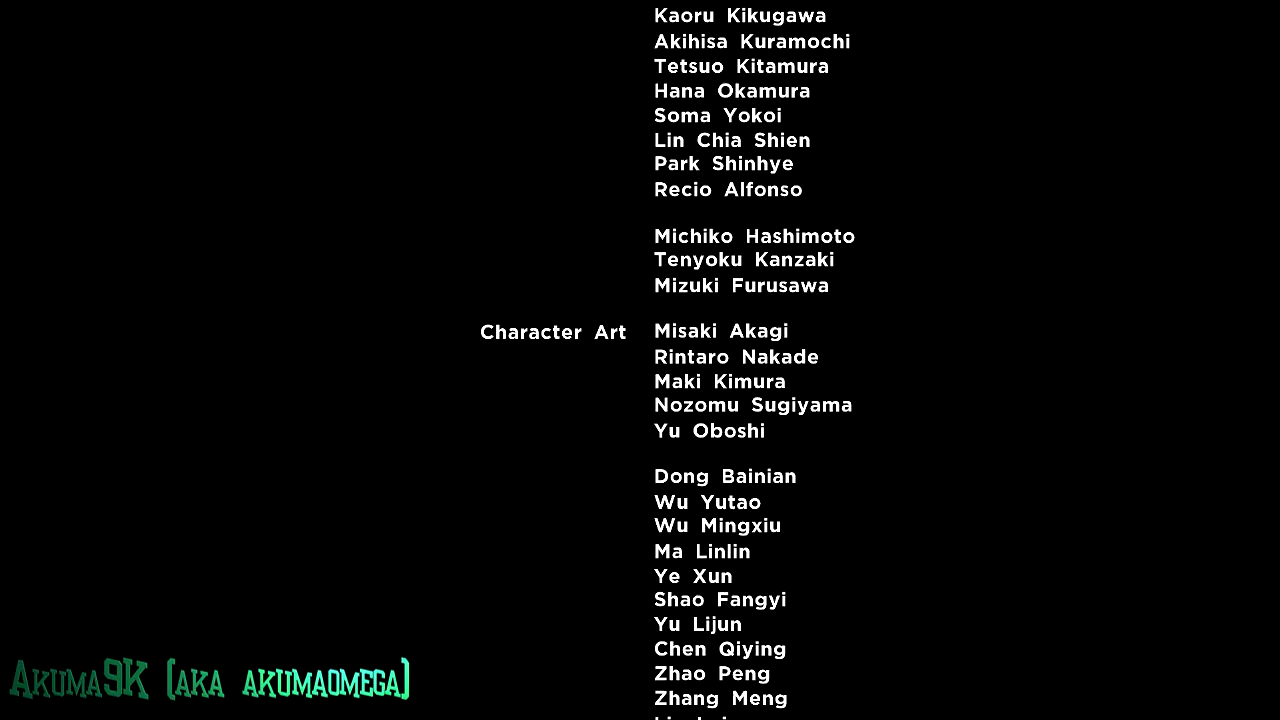 Kaoru Kikugawa
Akihisa Kuramochi
Tetsuo Kitamura
Hana Okamura
Soma Yokoi
Lin Chia Shien
Park Shinhye
Recio Alfonso
Michiko Hashimoto
Tenyoku Kanzaki
Mizuki Furusawa
Character Art Misaki Akagi
Rintaro Nakade
Maki Kimura
Nozomu Sugiyama
Yu Oboshi
Dong Bainian
Wu Yutao
Wu Mingxiu
Ma Linlin
Ye Xun
Shao Fangyi
Yu Lijun
Chen Qiying
Zhao Peng
Zhang Meng
Akuma9K (aka akumaomega)